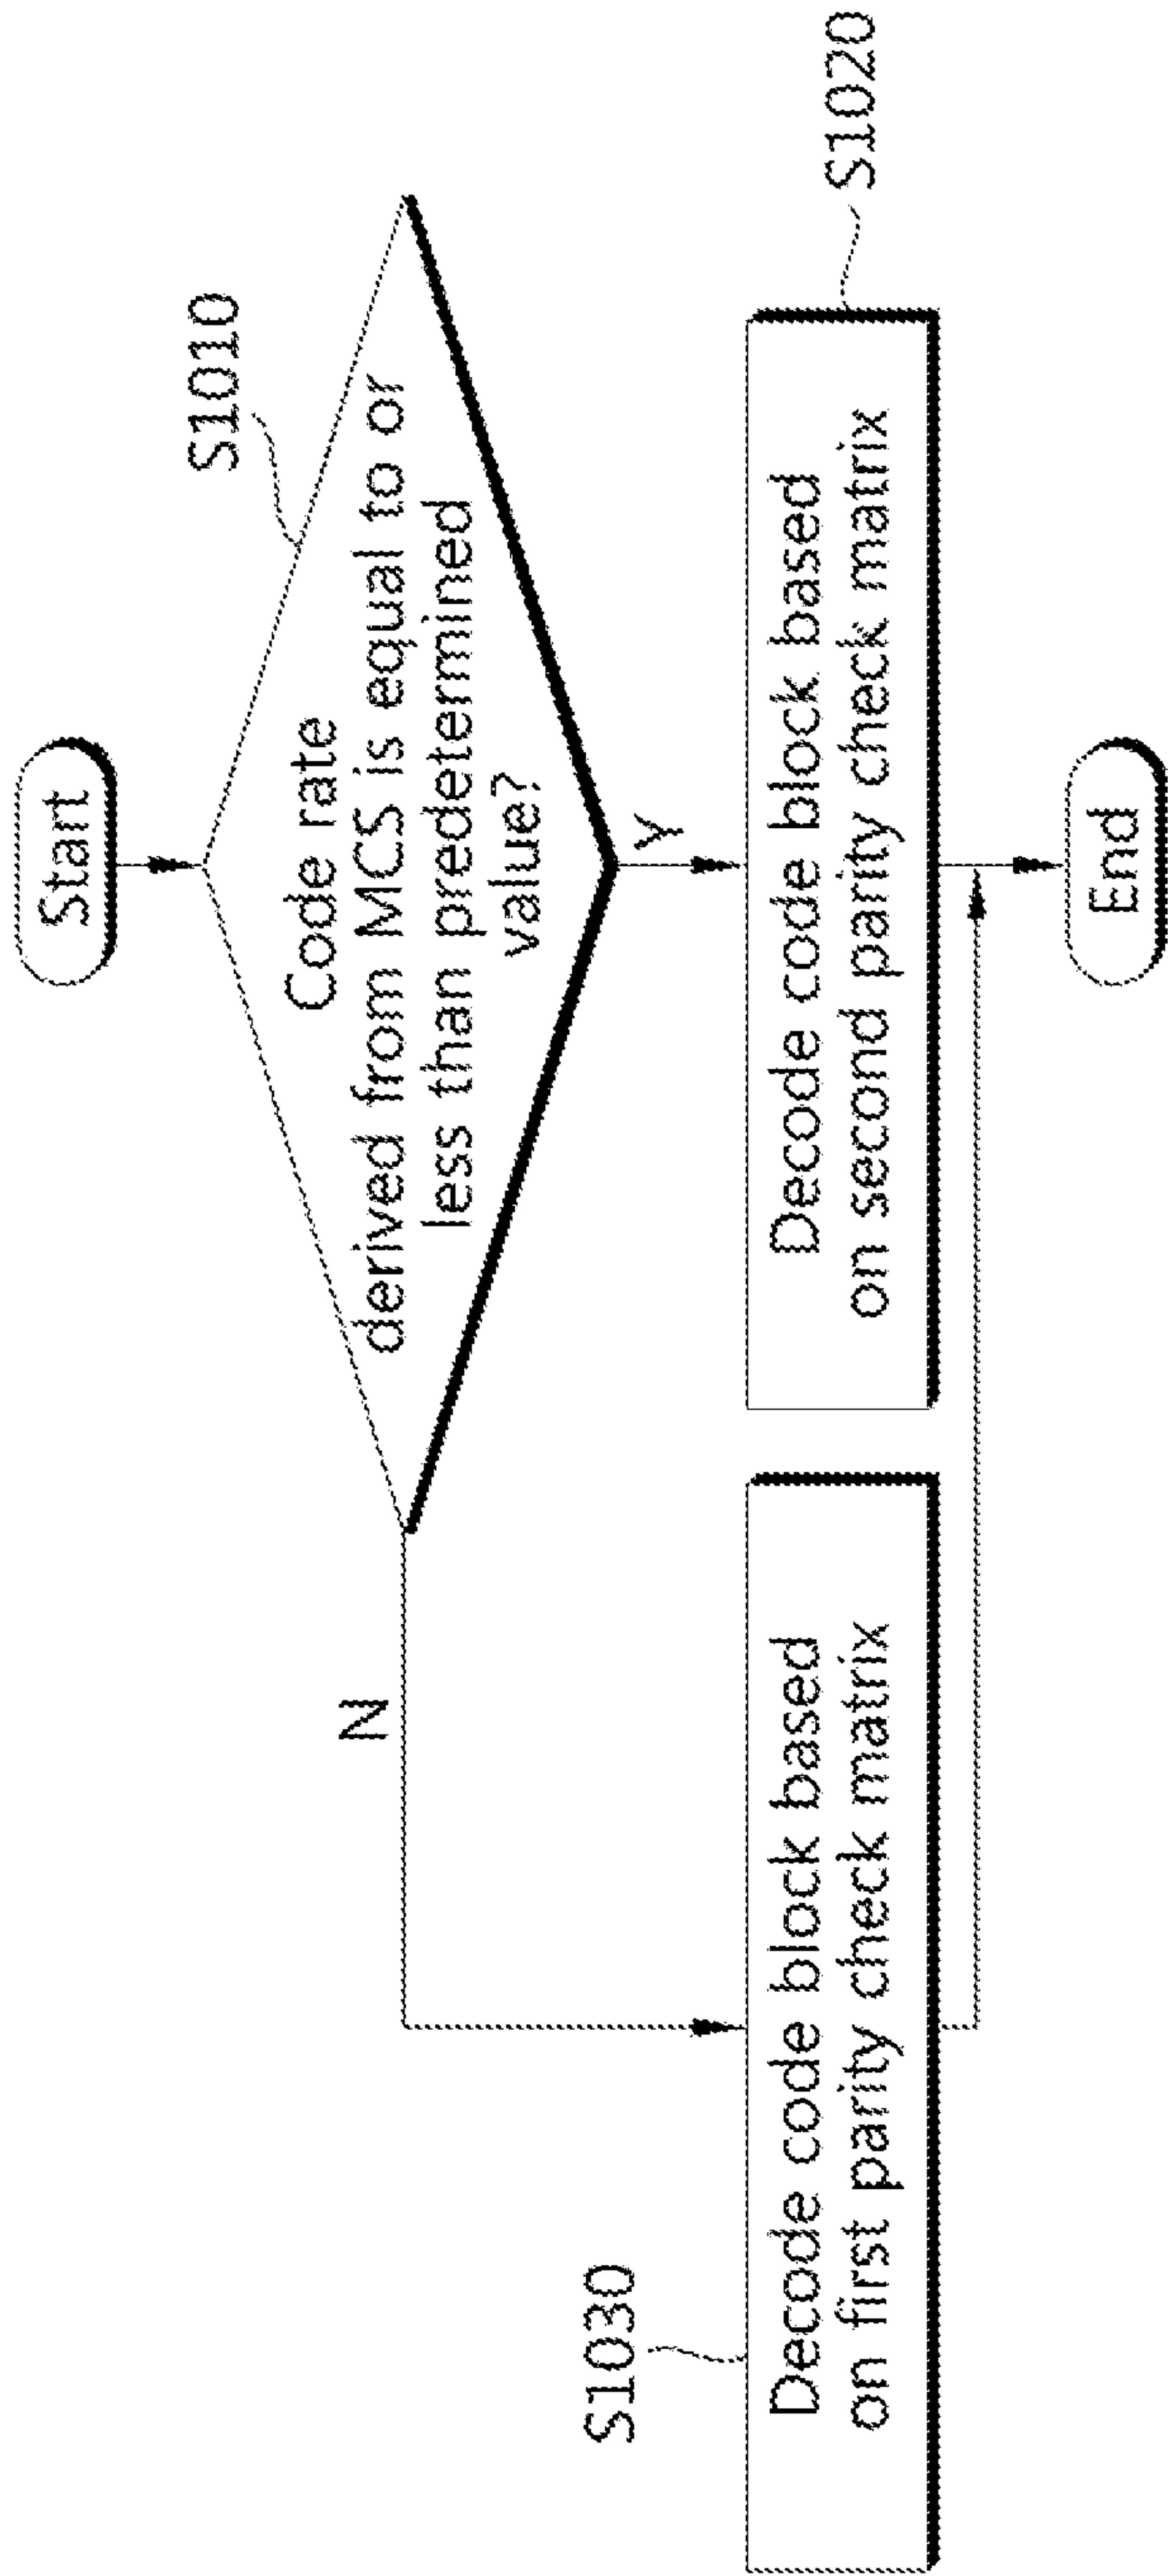 Start
S1010
Code rate
derived from MCS is equal to or
less than predetermined
value?
N
Y
S1030
Decode code block based
on first parity check matrix
Decode code block based
on second parity check matrix
S1020
End